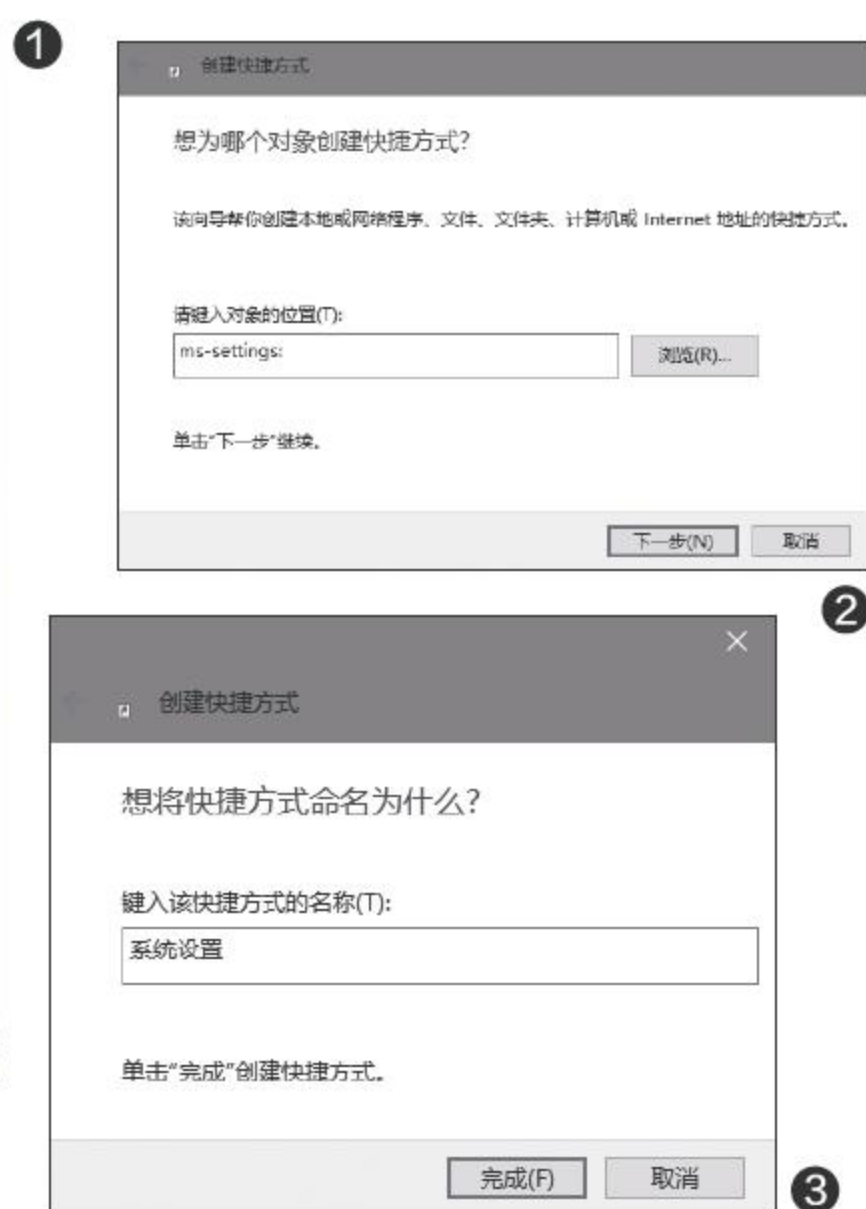 1
创建快捷方式
想为哪个对象创建快捷方式?
该向导帮你创建本地或网络程序、文件、文件夹、计算机或 Internet 地址的快捷方式。
请键入对象的位置(T):
ms-settings:
浏览(R)...
单击“下一步”继续。
下一步(N) 取消
2
创建快捷方式
想将快捷方式命名为什么?
键入该快捷方式的名称(T):
系统设置
单击“完成”创建快捷方式。
完成(F) 取消
3